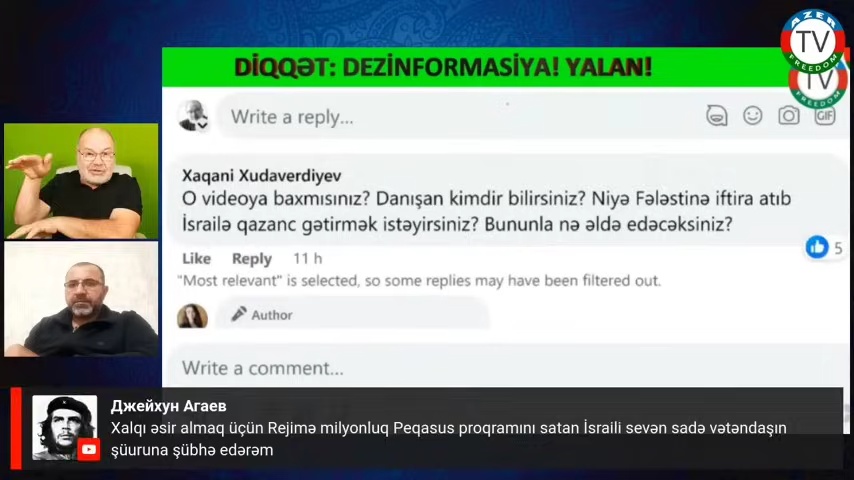 DİQQƏT: DEZİNFORMASİYA! YALAN!
AZER
TV
FREEDOM
TV
FREEDOM
Write a reply...
GIF
Xaqani Xudaverdiyev
O videoya baxmısınız? Danışan kimdir bilirsiniz? Niyə Fələstinə iftira atıb
İsrailə qazanc gətirmək istəyirsiniz? Bununla nə əldə edəcəksiniz?
Like Reply 11 h
5
"Most relevant" is selected, so some replies may have been filtered out.
Author
Write a comment...
Джейхун Агаев
Xalqı əsir almaq üçün Rejimə milyonluq Peqasus proqramını satan İsraili sevən sadə vətəndaşın
şüuruna şübhə edərəm